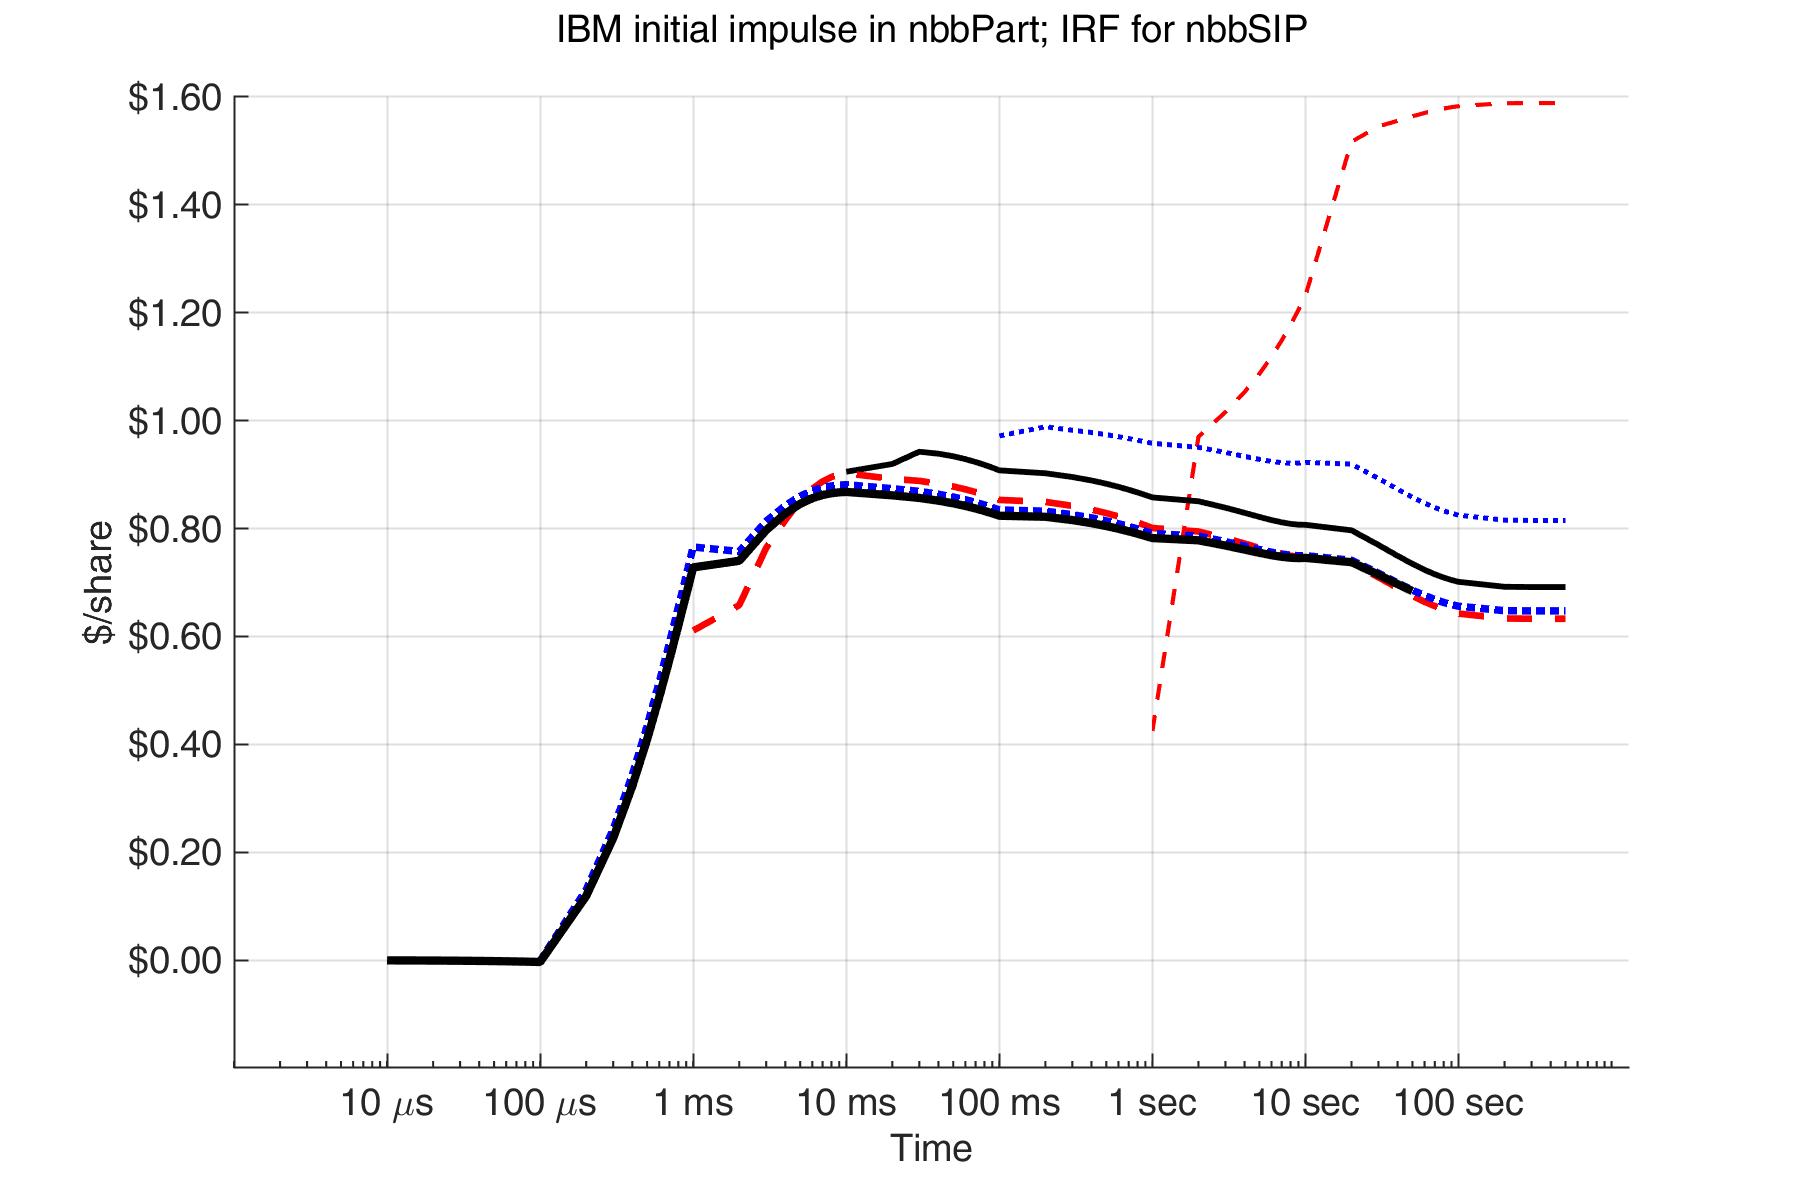 IBM initial impulse in nbbPart; IRF for nbbSIP
$1.60
$1.40
$1.20
$1.00
$0.80
$0.60
$0.40
$0.20
$0.00
$/share
10 μs 100 μs 1 ms 10 ms 100 ms 1 sec 10 sec 100 sec
Time